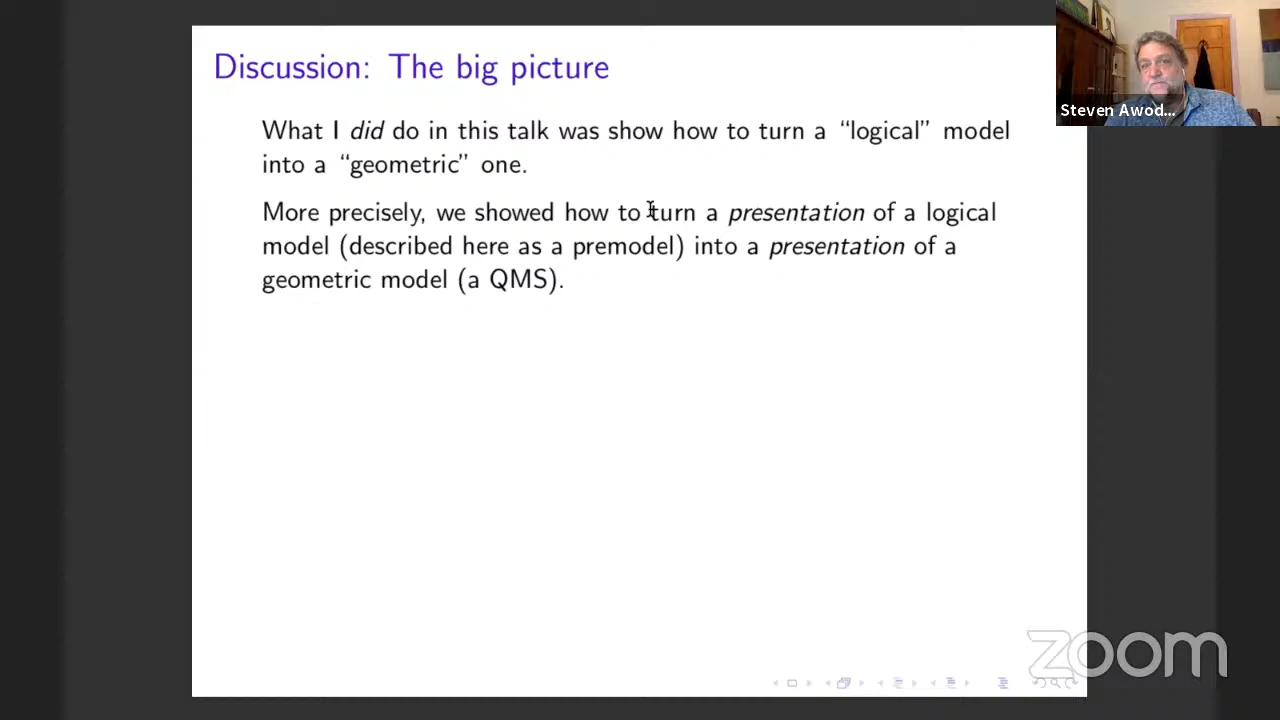 Discussion: The big picture
Steven Awod...
What I did do in this talk was show how to turn a “logical” model
into a “geometric” one.
More precisely, we showed how to turn a presentation of a logical
model (described here as a premodel) into a presentation of a
geometric model (a QMS).
zoom